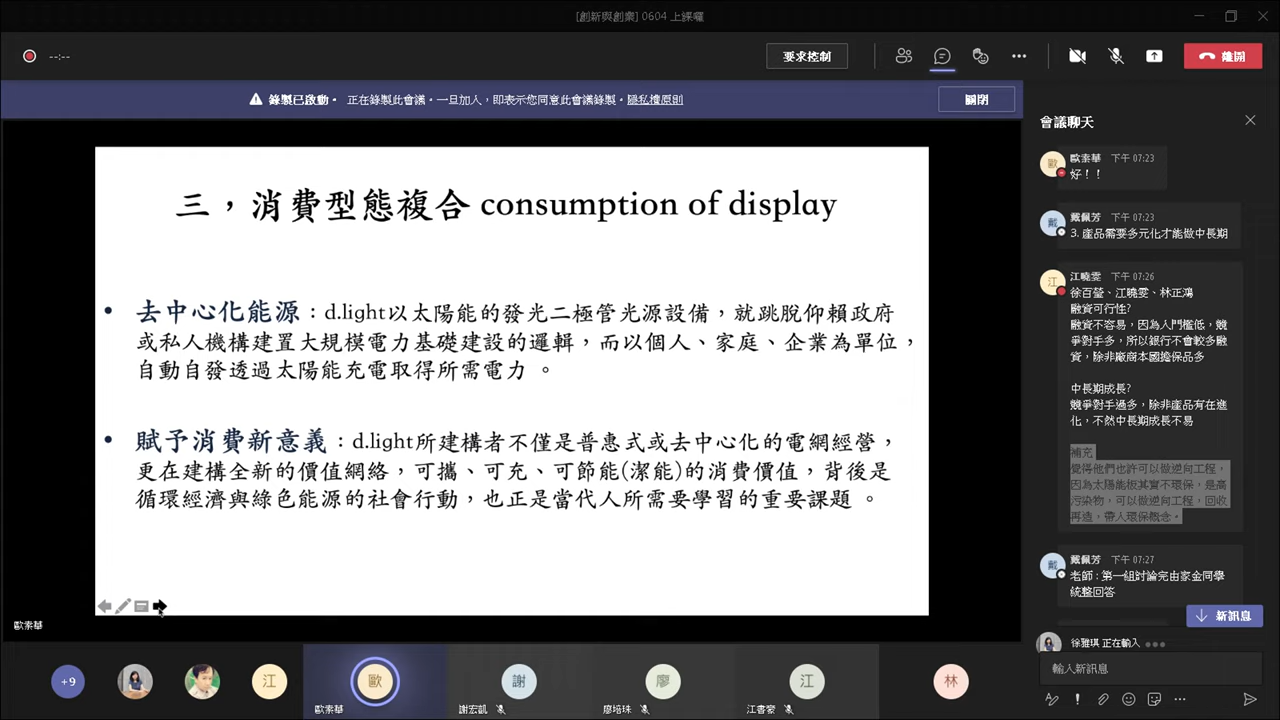 [創新與創業] 0604 上課囉
--:--
要求控制
離開
錄製已啟動。 正在錄製此會議。一旦加入，即表示您同意此會議錄製。隱私權原則
關閉
三，消費型態複合 consumption of display
• 去中心化能源：d.light以太陽能的發光二極管光源設備，就跳脫仰賴政府
或私人機構建置大規模電力基礎建設的邏輯，而以個人、家庭、企業為單位，
自動自發透過太陽能充電取得所需電力 。
• 賦予消費新意義：d.light所建構者不僅是普惠式或去中心化的電網經營，
更在建構全新的價值網絡，可攜、可充、可節能(潔能)的消費價值，背後是
循環經濟與綠色能源的社會行動，也正是當代人所需要學習的重要課題 。
歐素華
+9
江
歐
歐素華
謝
謝宏凱
廖
廖培珠
江
江書豪
林
會議聊天
歐
歐素華 下午 07:23
好！！
戴
戴佩芳 下午 07:23
3. 產品需要多元化才能做中長期
江
江曉雯 下午 07:26
徐百瑩、江曉雯、林正鴻
融資可行性?
融資不容易，因為入門檻低，競
爭對手多，所以銀行不會較多融
資，除非廠商本國擔保品多
中長期成長?
競爭對手過多，除非產品有在進
化，不然中長期成長不易
補充
覺得他們也許可以做逆向工程，
因為太陽能板其實不環保，是高
污染物，可以做逆向工程，回收
再造。帶入環保概念。
戴
戴佩芳 下午 07:27
老師：第一組討論完由家金同學
統整回答
新訊息
徐雅琪 正在輸入
輸入新訊息